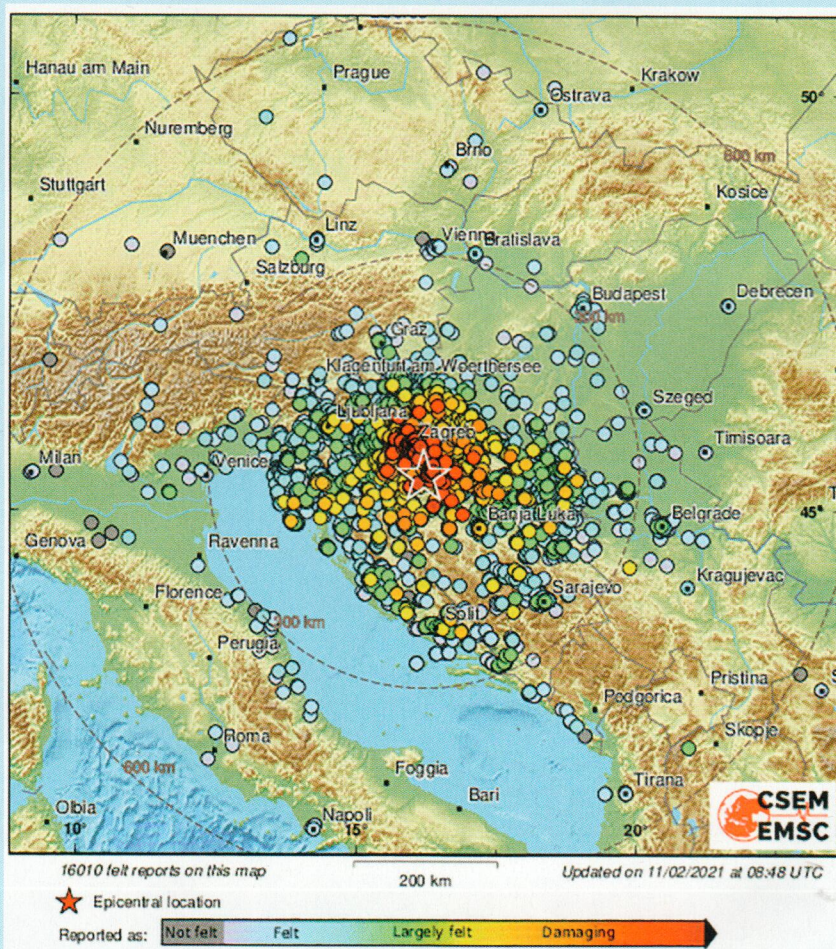 Hanau am Main
Prague
Krakow
50°
Ostrava
Nuremberg
Brno
600 km
Stuttgart
Kosice
Linz
Muenchen
Vienna
Bratislava
Salzburg
Budapest
Debrecen
Graz
Klagenfurt am Woerthersee
Szeged
Ljubljana
Zagreb
Timisoara
Milan
Venice
45°
Banja Luka
Belgrade
Genova
Ravenna
Kragujevac
Florence
Sarajevo
300 km
Split
Perugia
Pristina
Podgorica
Roma
Skopje
600 km
Foggia
Tirana
Bari
CSEM
EMSC
Olbia
10°
Napoli
15°
20°
16010 felt reports on this map
200 km
Updated on 11/02/2021 at 08:48 UTC
Epicentral location
Reported as: Not felt Felt Largely felt Damaging